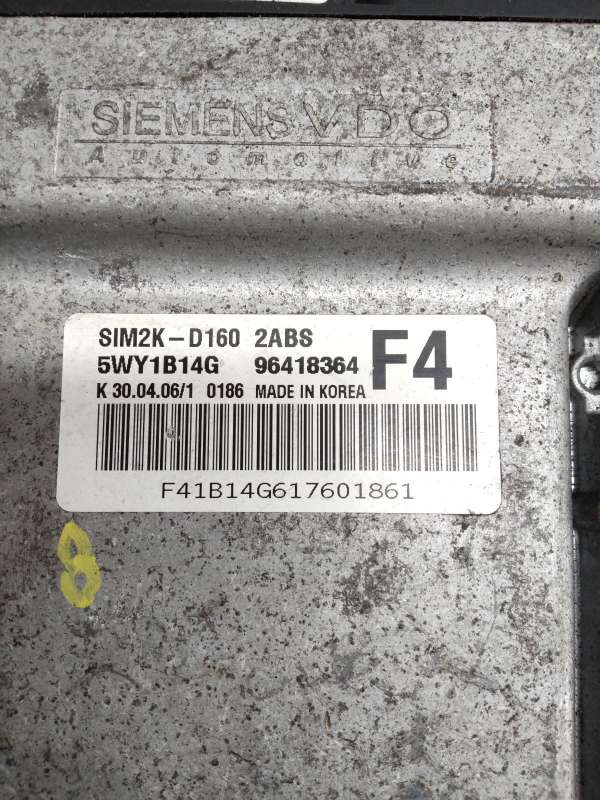 SIEMENS VDO
Automotive
SIM2K-D160 2ABS
5WY1B14G 96418364 F4
K 30.04.06/1 0186 MADE IN KOREA
F41B14G617601861
8